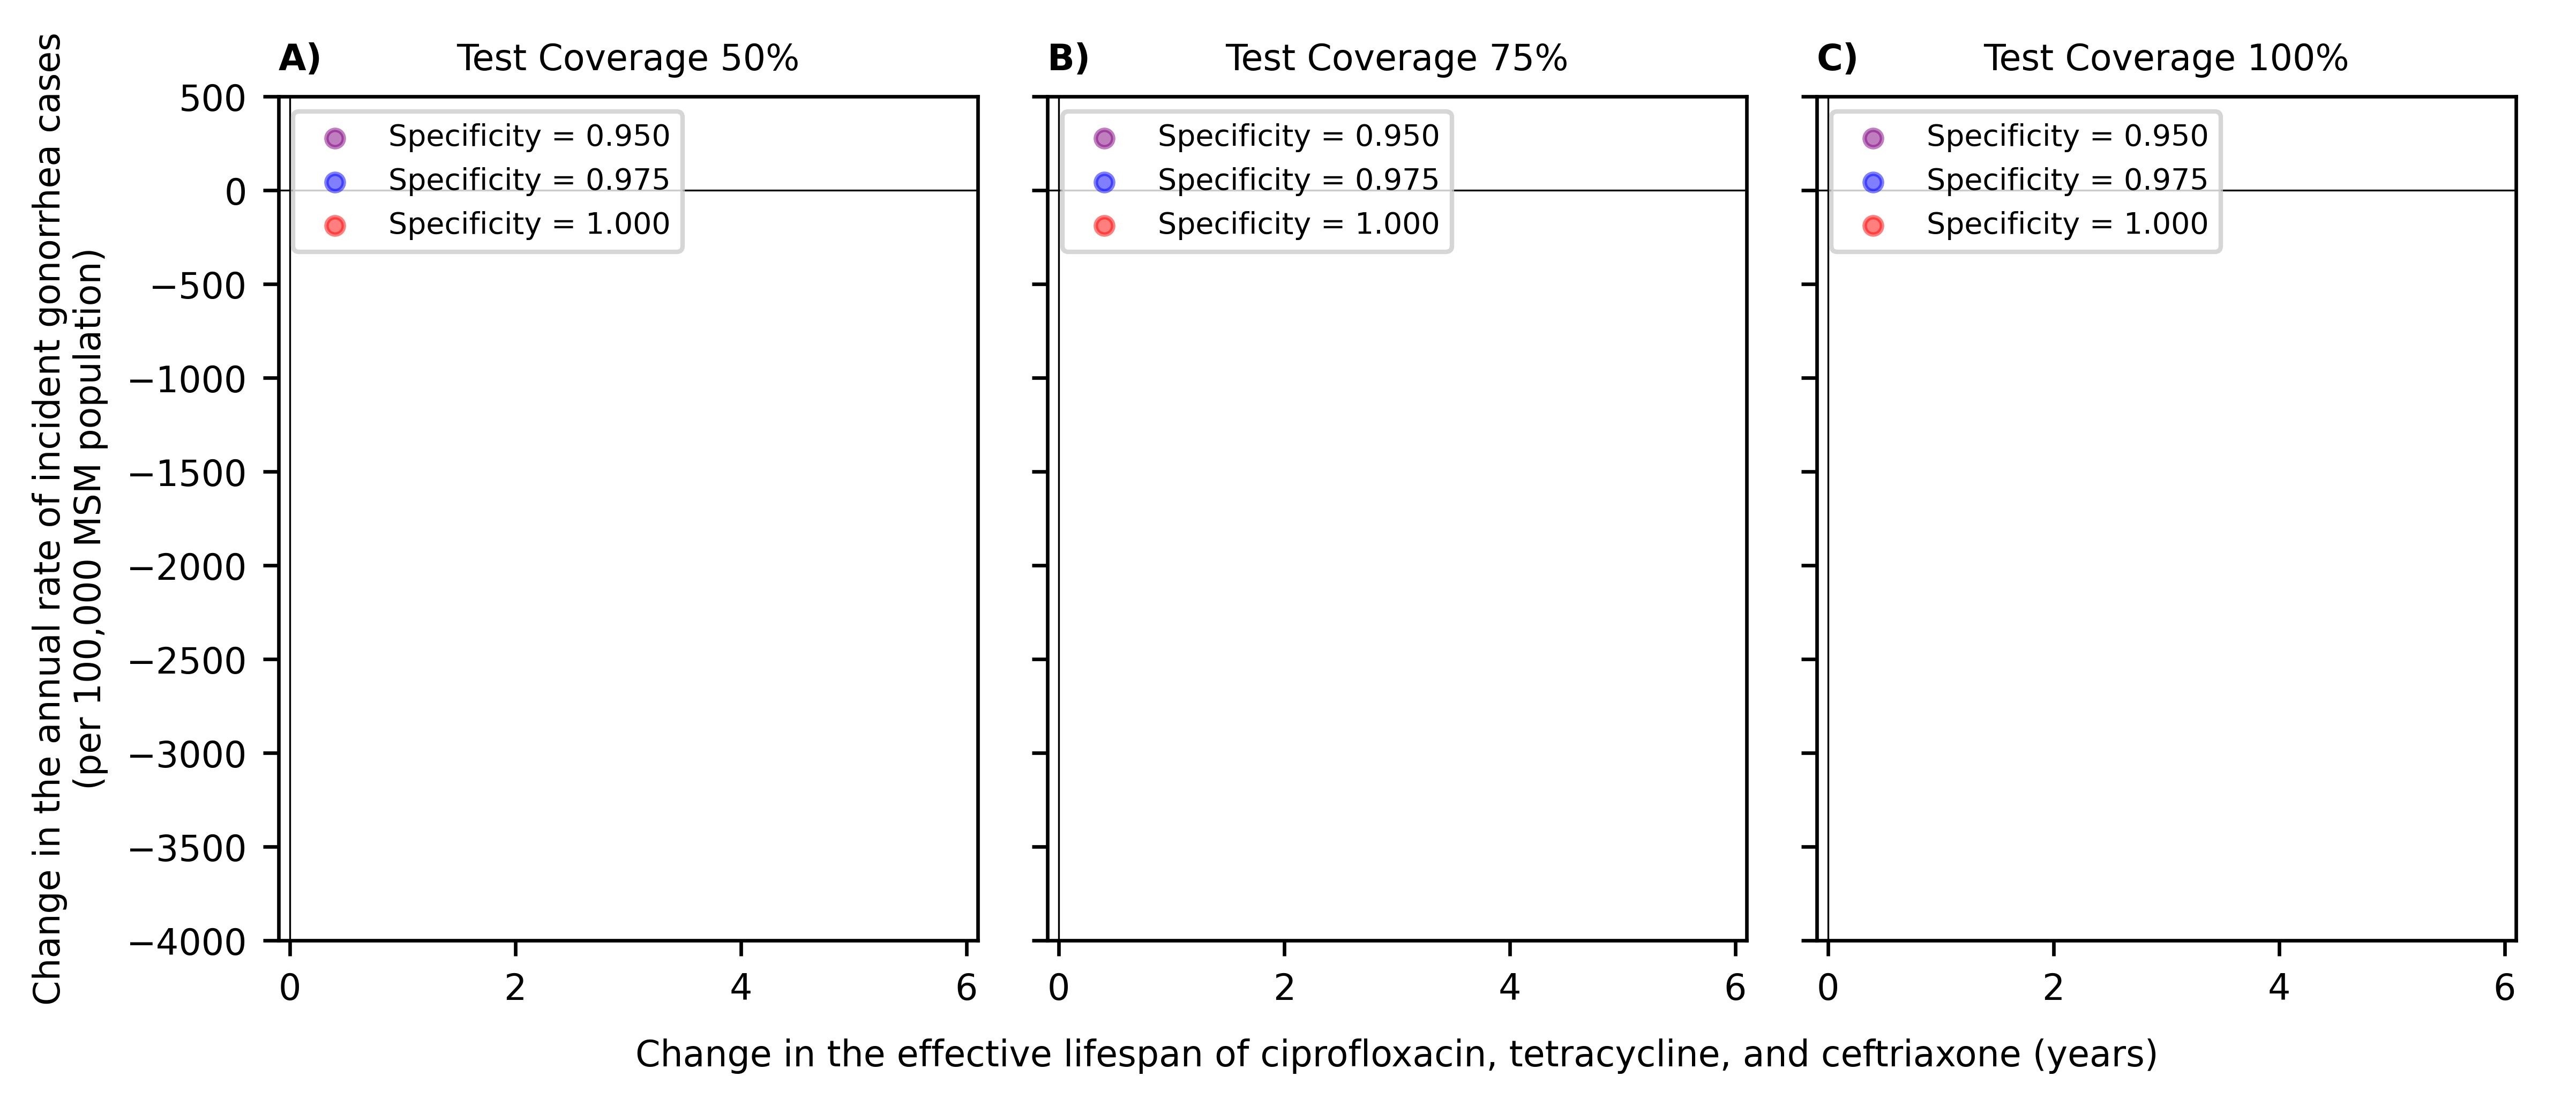 A) Test Coverage 50%
B) Test Coverage 75%
C) Test Coverage 100%
Change in the annual rate of incident gonorrhea cases
(per 100,000 MSM population)
500
0
−500
−1000
−1500
−2000
−2500
−3000
−3500
−4000
Specificity = 0.950
Specificity = 0.975
Specificity = 1.000
0 2 4 6
Specificity = 0.950
Specificity = 0.975
Specificity = 1.000
0 2 4 6
Specificity = 0.950
Specificity = 0.975
Specificity = 1.000
0 2 4 6
Change in the effective lifespan of ciprofloxacin, tetracycline, and ceftriaxone (years)